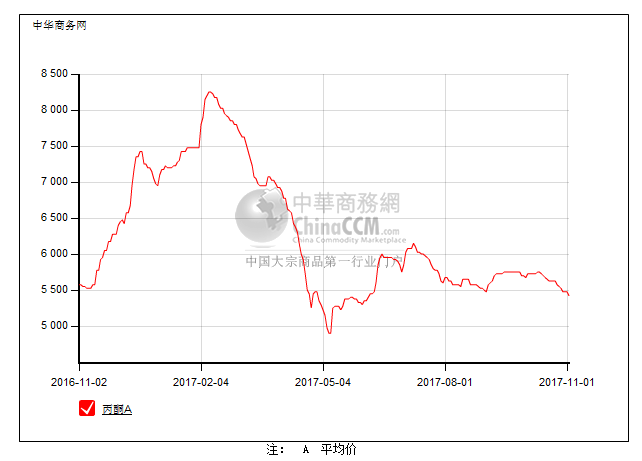 中华商务网
8 500
8 000
7 500
7 000
6 500
6 000
5 500
5 000
中華商務網
ChinaCCM.com
China Commodity Marketplace
中国大宗商品第一行业门户
2016-11-02 2017-02-04 2017-05-04 2017-08-01 2017-11-01
丙酮A
注： A 平均价